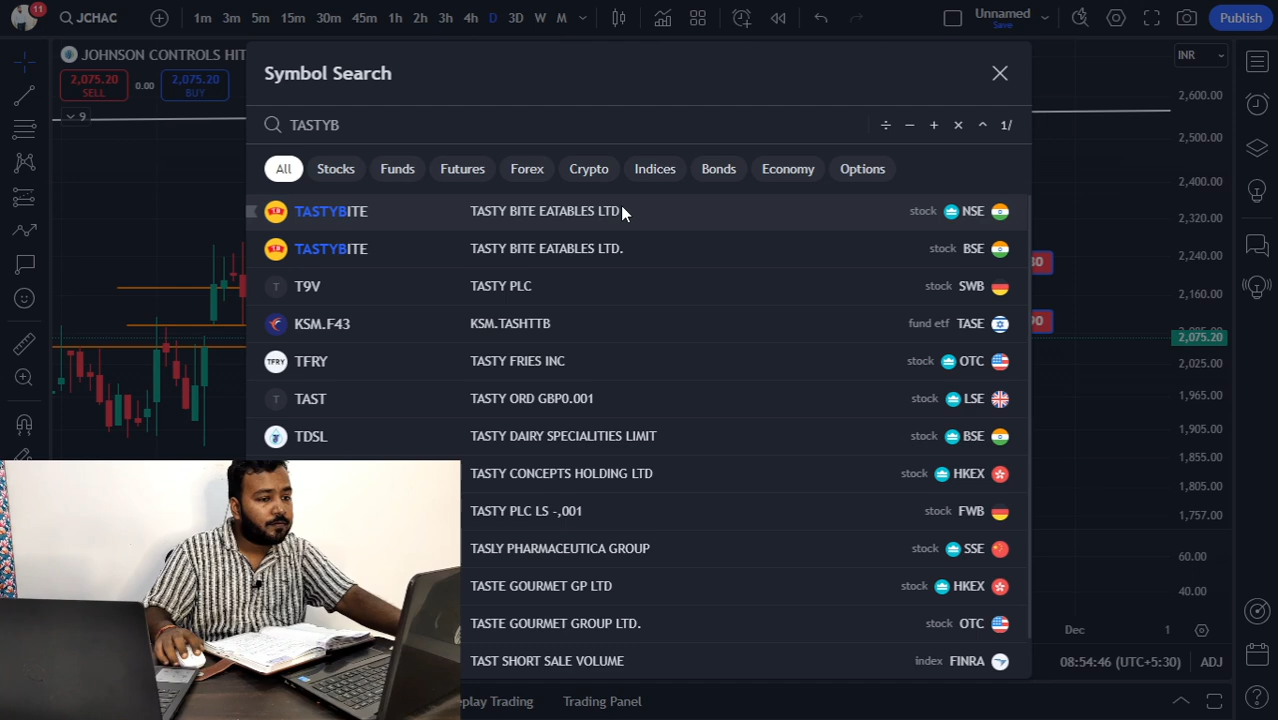 11 JCHAC 1m 3m 5m 15m 30m 45m 1h 2h 3h 4h D 3D W M Unnamed Save Publish
JOHNSON CONTROLS HIT
2,075.20 SELL 0.00 2,075.20 BUY
9
Symbol Search
TASTYB ÷ − + × ^ 1/
All Stocks Funds Futures Forex Crypto Indices Bonds Economy Options
TASTYBITE TASTY BITE EATABLES LTD stock NSE
TASTYBITE TASTY BITE EATABLES LTD. stock BSE
T T9V TASTY PLC stock SWB
KSM.F43 KSM.TASHTTB fund etf TASE
TFRY TFRY TASTY FRIES INC stock OTC
T TAST TASTY ORD GBP0.001 stock LSE
TDSL TASTY DAIRY SPECIALITIES LIMIT stock BSE
TASTY CONCEPTS HOLDING LTD stock HKEX
TASTY PLC LS -,001 stock FWB
TASLY PHARMACEUTICA GROUP stock SSE
TASTE GOURMET GP LTD stock HKEX
TASTE GOURMET GROUP LTD. stock OTC
TAST SHORT SALE VOLUME index FINRA
INR
2,600.00
2,500.00
2,400.00
2,320.00
2,240.00
2,160.00
2,075.20
2,025.00
1,965.00
1,905.00
1,855.00
1,805.00
1,757.00
60.00
40.00
Dec 1
08:54:46 (UTC+5:30) ADJ
play Trading Trading Panel